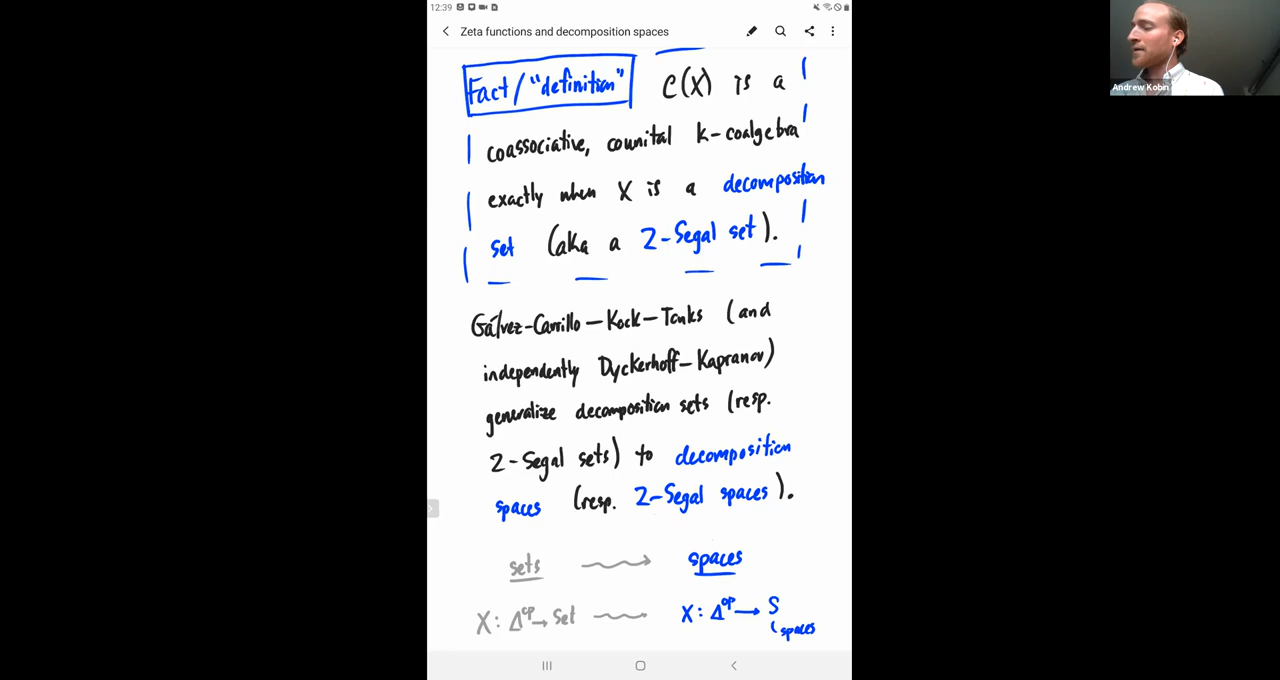 12:39
Zeta functions and decomposition spaces
Fact/"definition" C(X) is a
coassociative, counital k-coalgebra
exactly when X is a decomposition
set (aka a 2-Segal set).
Gálvez-Carrillo–Kock–Tonks (and
independently Dyckerhoff–Kapranov)
generalize decomposition sets (resp.
2-Segal sets) to decomposition
spaces (resp. 2-Segal spaces).
sets ⟿ spaces
X: Δ^op → Set ⟿ X: Δ^op → S
spaces
Andrew Kobin